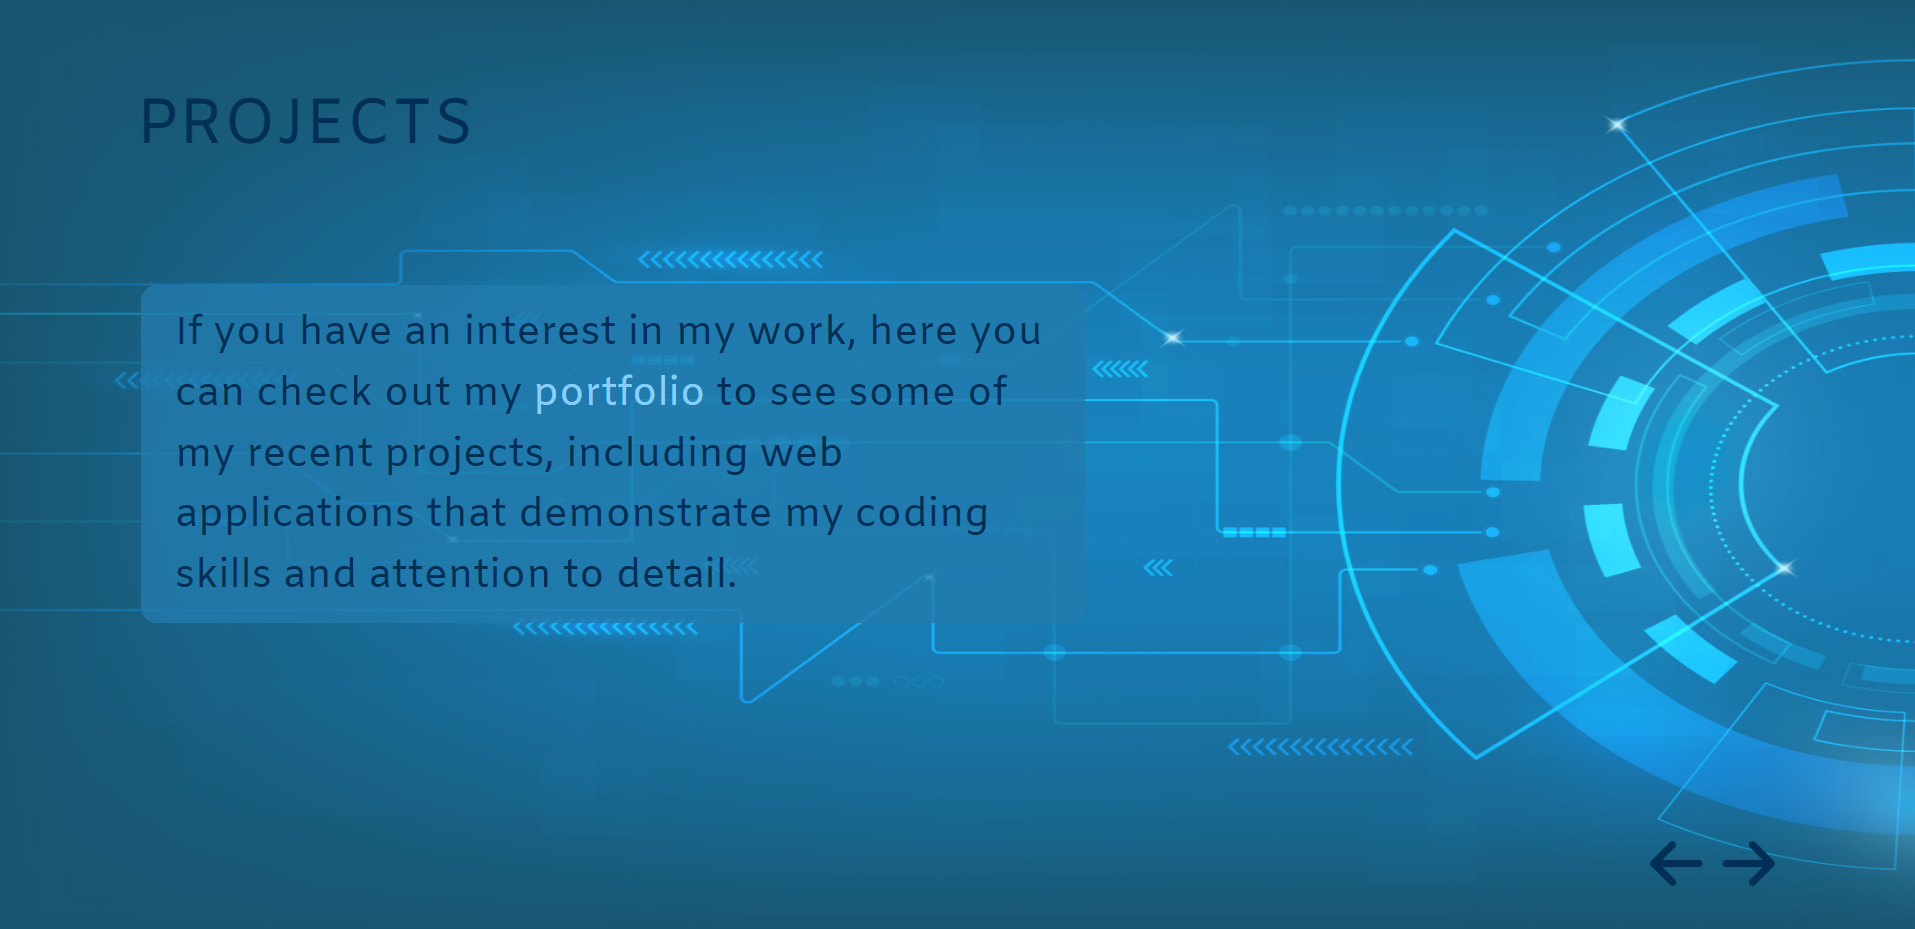 PROJECTS
If you have an interest in my work, here you
can check out my portfolio to see some of
my recent projects, including web
applications that demonstrate my coding
skills and attention to detail.